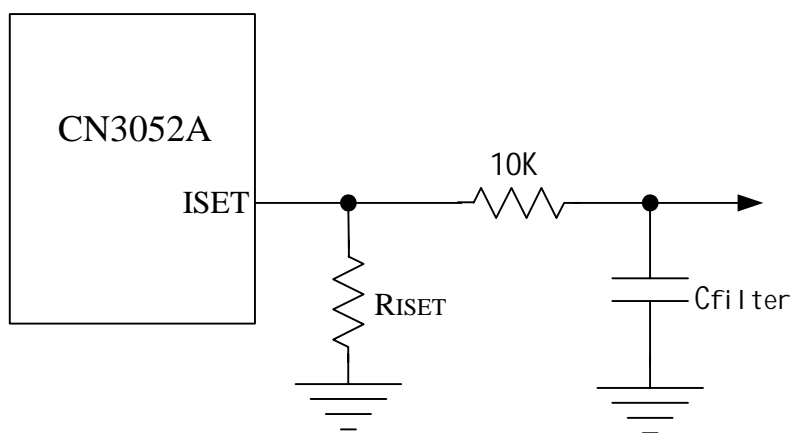 CN3052A
10K
ISET
RISET
Cfilter